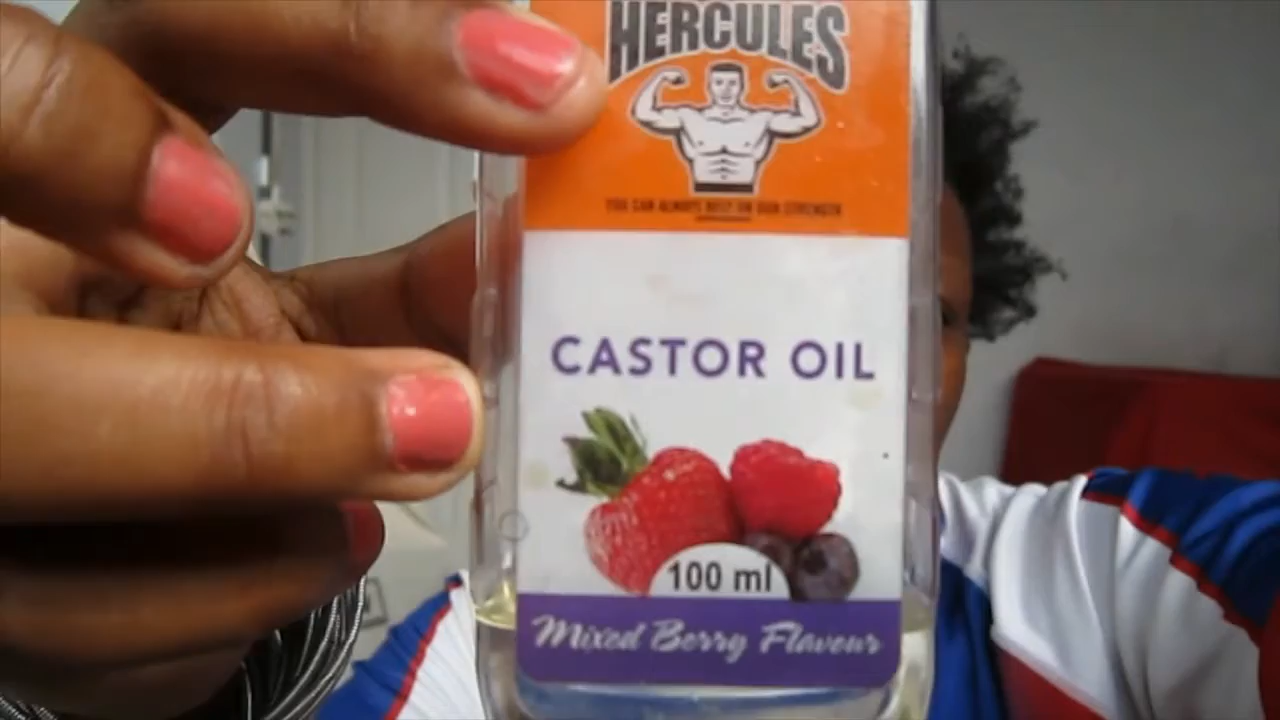 HERCULES
YOU CAN ALWAYS RELY ON OUR STRENGTH
CASTOR OIL
100 ml
Mixed Berry Flavour